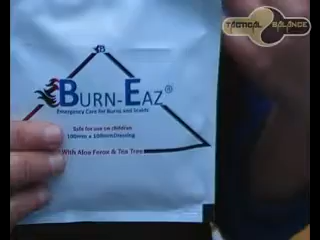 TACTICAL BALANCE
BURN-EAZ®
Emergency Care for Burns and Scalds
Safe for use on children
100mm x 100mm Dressing
With Aloe Ferox & Tea Tree